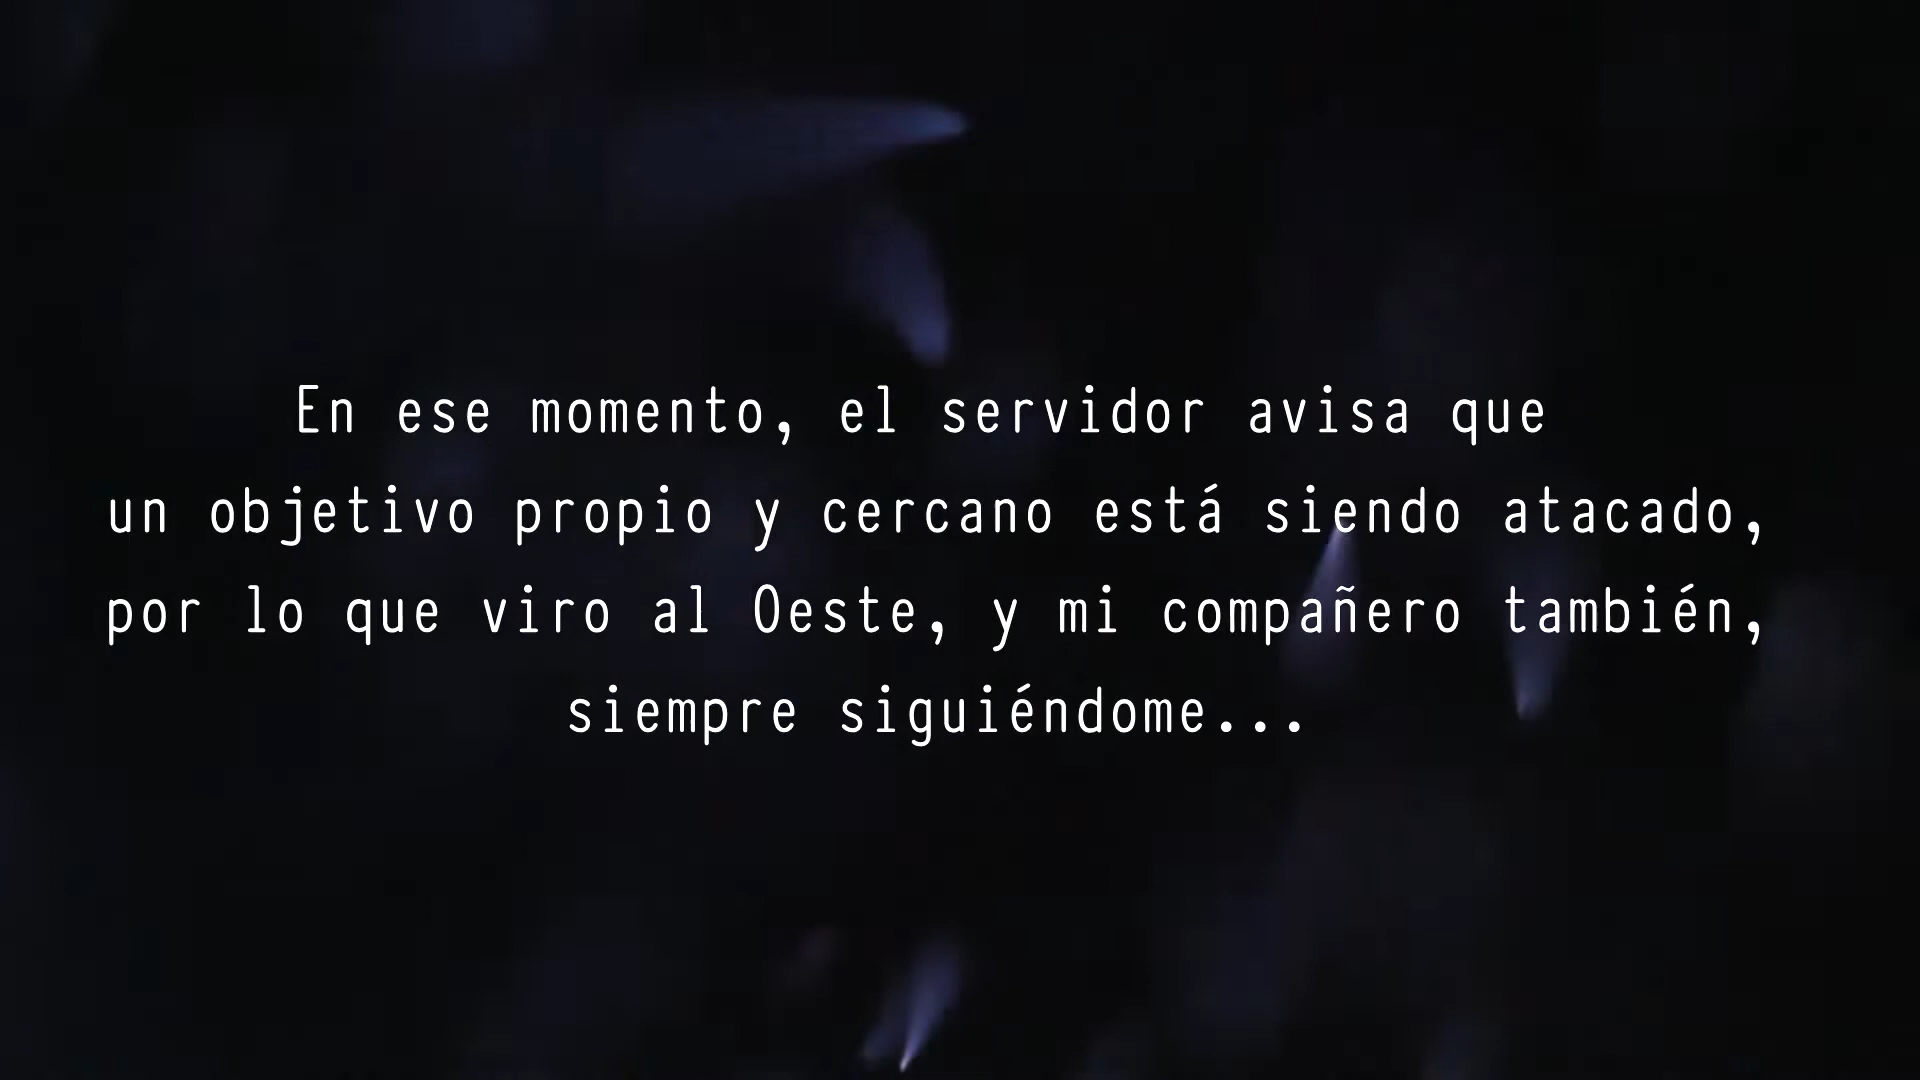 En ese momento, el servidor avisa que
un objetivo propio y cercano está siendo atacado,
por lo que viro al Oeste, y mi compañero también,
siempre siguiéndome...